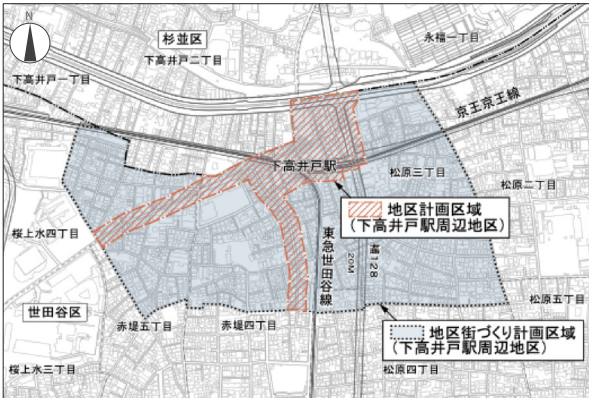 N
杉並区
永福一丁目
下高井戸一丁目
下高井戸二丁目
京王京王線
下高井戸駅
松原三丁目
松原二丁目
地区計画区域
(下高井戸駅周辺地区)
桜上水四丁目
東急世田谷線
128
20M
世田谷区
赤堤五丁目
赤堤四丁目
松原五丁目
地区街づくり計画区域
(下高井戸駅周辺地区)
桜上水三丁目
松原四丁目